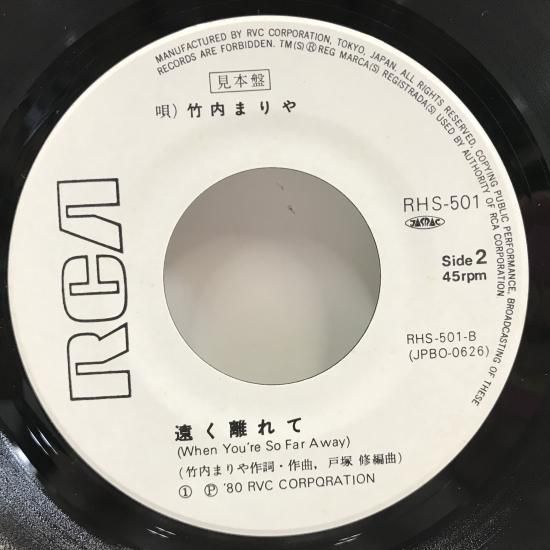 MANUFACTURED BY RVC CORPORATION, TOKYO, JAPAN. ALL RIGHTS RESERVED, COPYING PUBLIC PERFORMANCE, BROADCASTING OF THESE
RECORDS ARE FORBIDDEN. TM(S) ® REG MARCA(S) REGISTRADA(S) USED BY AUTHORITY OF RCA CORPORATION
見本盤
唄) 竹内まりや
RCA
RHS-501
JASRAC
Side 2
45rpm
RHS-501-B
(JPBO-0626)
遠く離れて
(When You're So Far Away)
(竹内まりや作詞・作曲, 戸塚 修編曲)
① ℗ '80 RVC CORPORATION